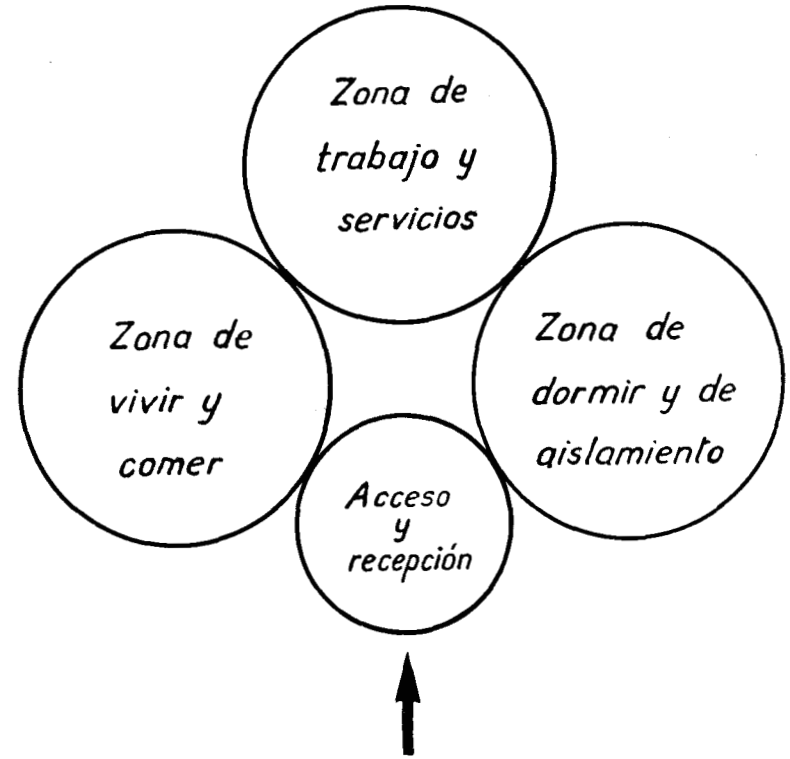 Zona de
trabajo y
servicios
Zona de
vivir y
comer
Zona de
dormir y de
aislamiento
Acceso
y
recepción